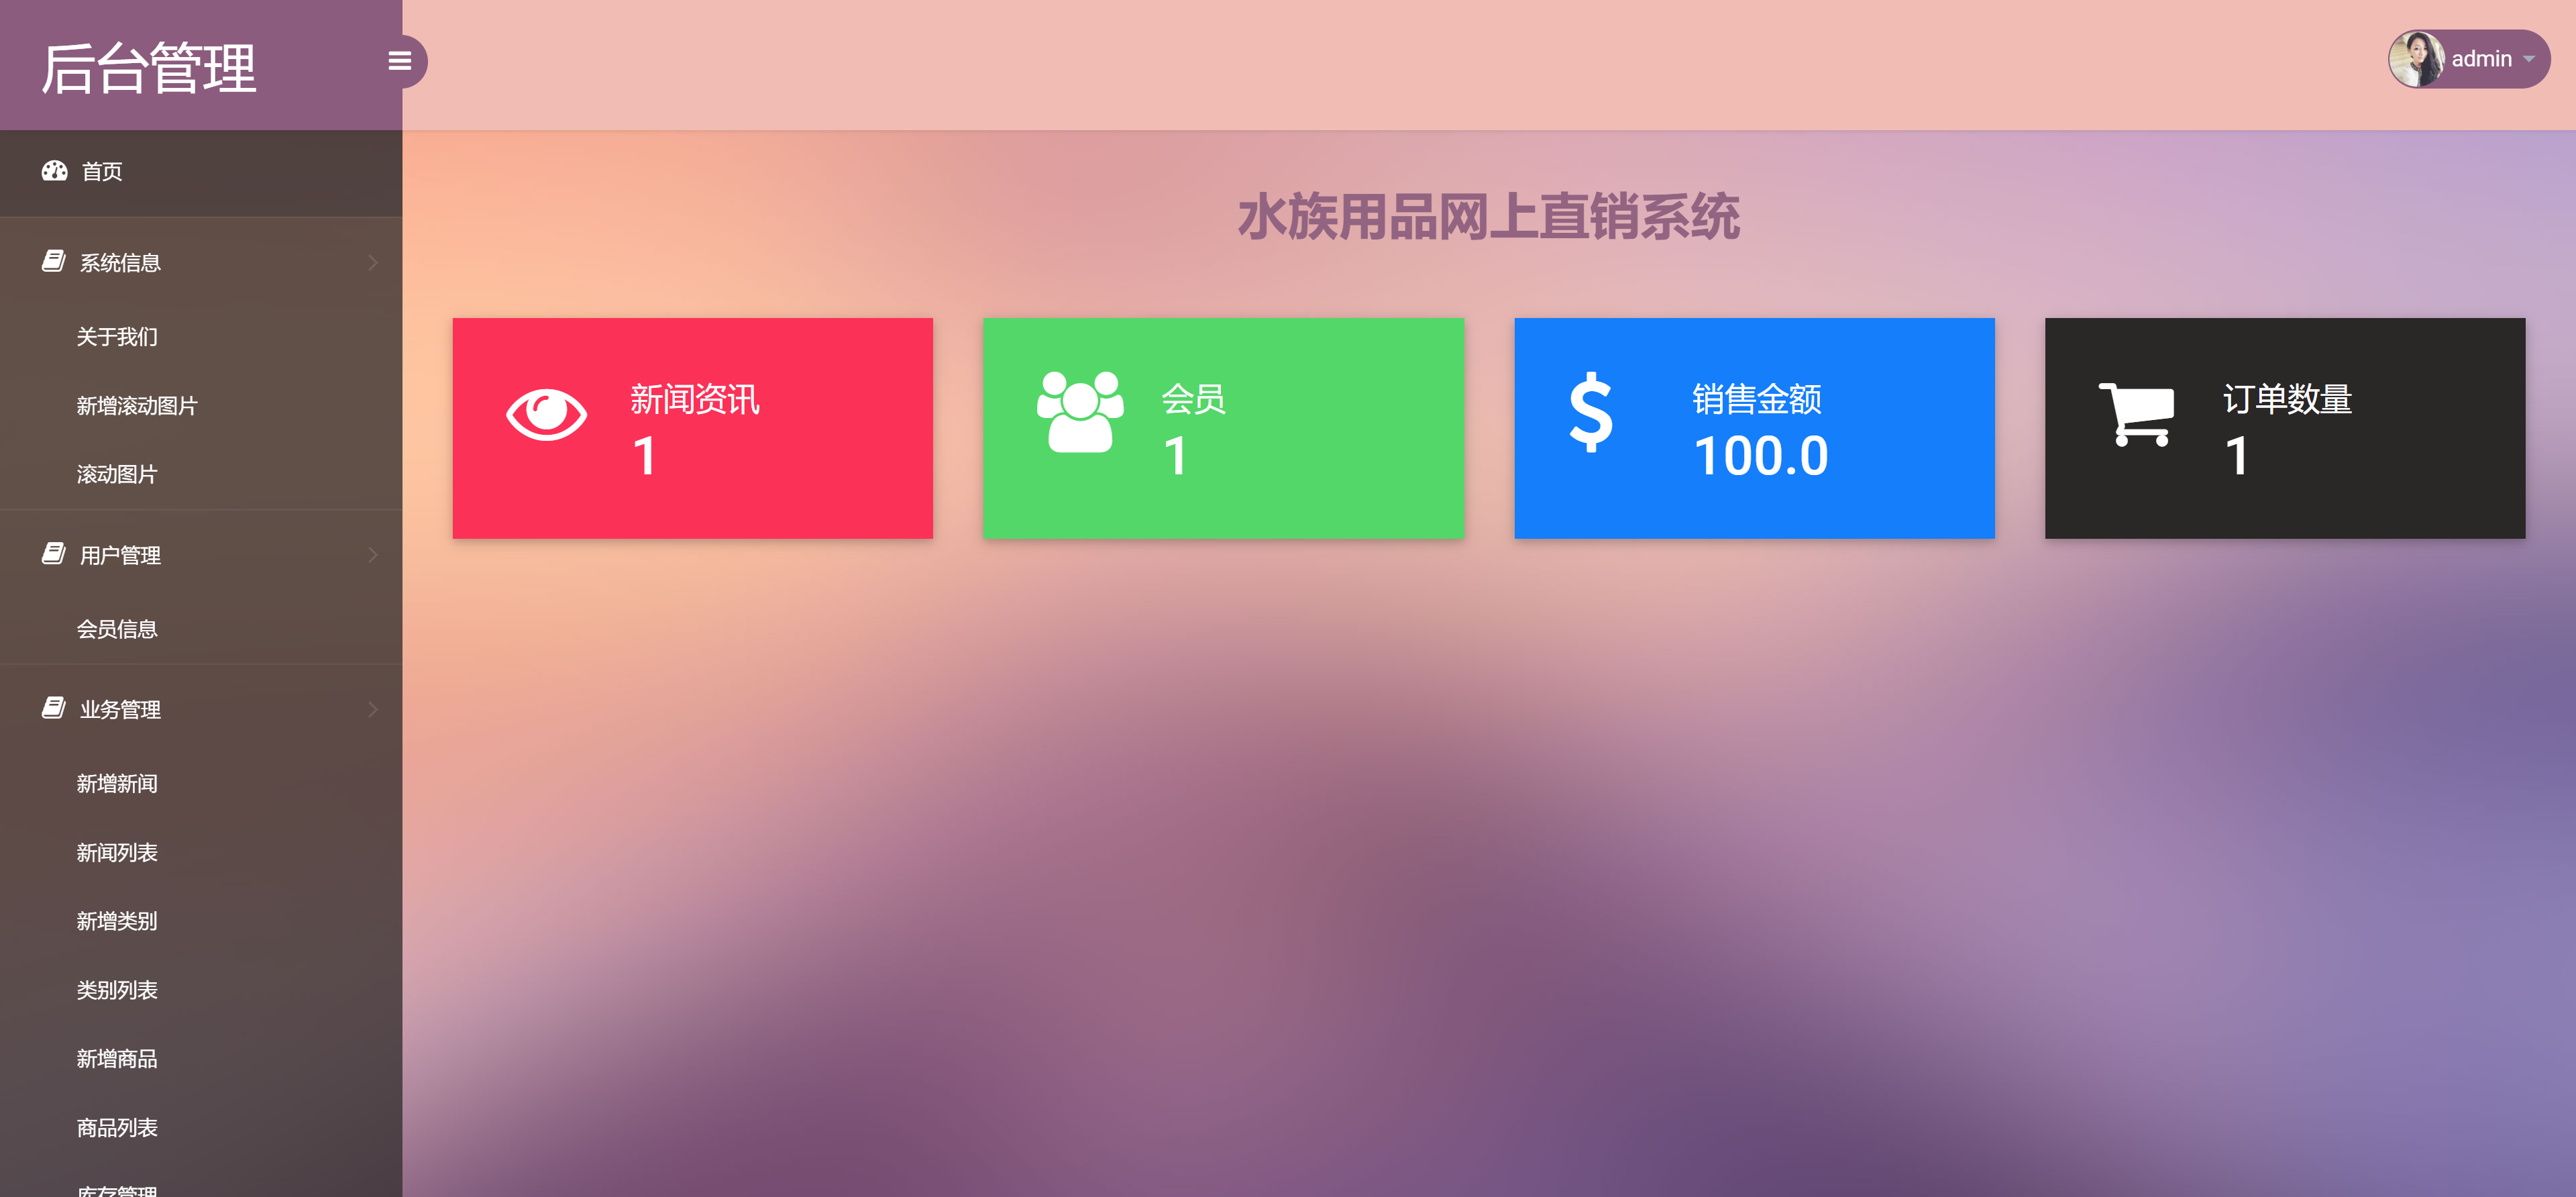 后台管理
admin
首页
系统信息
关于我们
新增滚动图片
滚动图片
用户管理
会员信息
业务管理
新增新闻
新闻列表
新增类别
类别列表
新增商品
商品列表
库存管理
水族用品网上直销系统
新闻资讯
1
会员
1
销售金额
100.0
订单数量
1